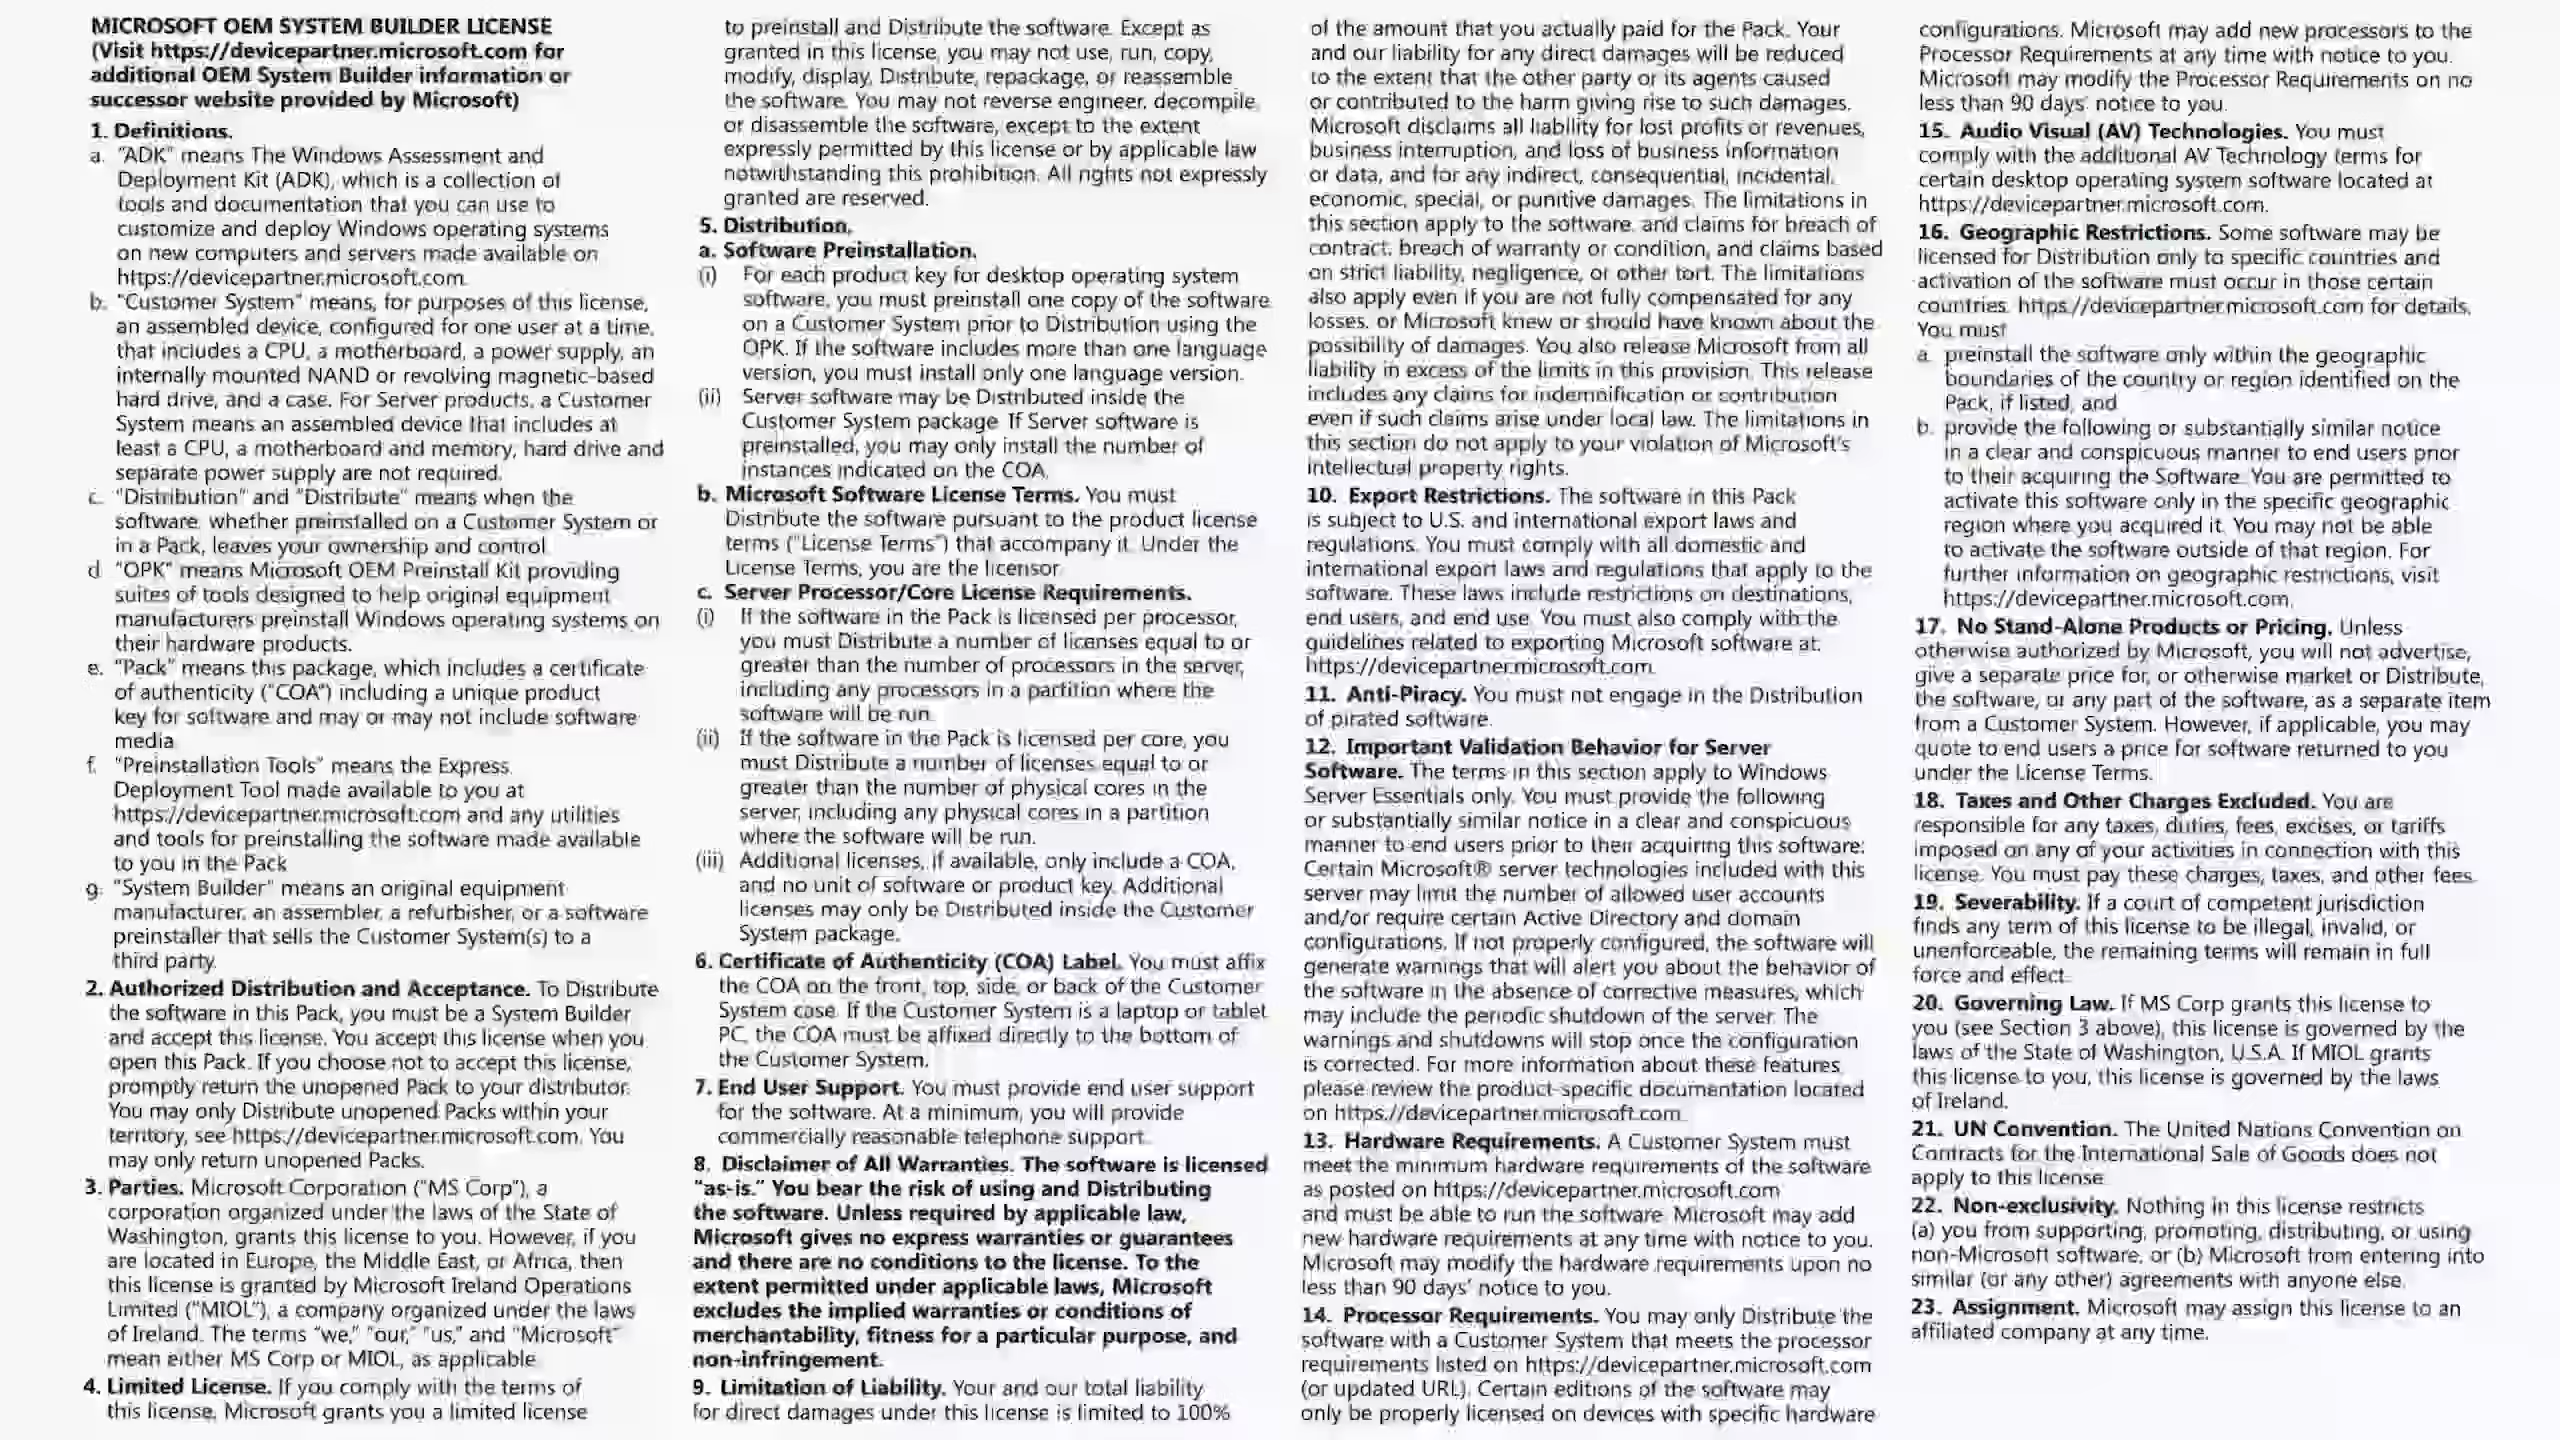 MICROSOFT OEM SYSTEM BUILDER LICENSE
(Visit https://devicepartner.microsoft.com for
additional OEM System Builder information or
successor website provided by Microsoft)
1. Definitions.
a. "ADK" means The Windows Assessment and
Deployment Kit (ADK), which is a collection of
tools and documentation that you can use to
customize and deploy Windows operating systems
on new computers and servers made available on
https://devicepartner.microsoft.com.
b. "Customer System" means, for purposes of this license,
an assembled device, configured for one user at a time,
that includes a CPU, a motherboard, a power supply, an
internally mounted NAND or revolving magnetic-based
hard drive, and a case. For Server products, a Customer
System means an assembled device that includes at
least a CPU, a motherboard and memory, hard drive and
separate power supply are not required.
c. "Distribution" and "Distribute" means when the
software, whether preinstalled on a Customer System or
in a Pack, leaves your ownership and control.
d. "OPK" means Microsoft OEM Preinstall Kit providing
suites of tools designed to help original equipment
manufacturers preinstall Windows operating systems on
their hardware products.
e. "Pack" means this package, which includes a certificate
of authenticity ("COA") including a unique product
key for software and may or may not include software
media.
f. "Preinstallation Tools" means the Express
Deployment Tool made available to you at
https://devicepartner.microsoft.com and any utilities
and tools for preinstalling the software made available
to you in the Pack.
g. "System Builder" means an original equipment
manufacturer, an assembler, a refurbisher, or a software
preinstaller that sells the Customer System(s) to a
third party.
2. Authorized Distribution and Acceptance. To Distribute
the software in this Pack, you must be a System Builder
and accept this license. You accept this license when you
open this Pack. If you choose not to accept this license,
promptly return the unopened Pack to your distributor.
You may only Distribute unopened Packs within your
territory, see https://devicepartner.microsoft.com. You
may only return unopened Packs.
3. Parties. Microsoft Corporation ("MS Corp"), a
corporation organized under the laws of the State of
Washington, grants this license to you. However, if you
are located in Europe, the Middle East, or Africa, then
this license is granted by Microsoft Ireland Operations
Limited ("MIOL"), a company organized under the laws
of Ireland. The terms "we," "our," "us," and "Microsoft"
mean either MS Corp or MIOL, as applicable.
4. Limited License. If you comply with the terms of
this license, Microsoft grants you a limited license
to preinstall and Distribute the software. Except as
granted in this license, you may not use, run, copy,
modify, display, Distribute, repackage, or reassemble
the software. You may not reverse engineer, decompile,
or disassemble the software, except to the extent
expressly permitted by this license or by applicable law
notwithstanding this prohibition. All rights not expressly
granted are reserved.
5. Distribution.
a. Software Preinstallation.
(i) For each product key for desktop operating system
software, you must preinstall one copy of the software
on a Customer System prior to Distribution using the
OPK. If the software includes more than one language
version, you must install only one language version.
(ii) Server software may be Distributed inside the
Customer System package. If Server software is
preinstalled, you may only install the number of
instances indicated on the COA.
b. Microsoft Software License Terms. You must
Distribute the software pursuant to the product license
terms ("License Terms") that accompany it. Under the
License Terms, you are the licensor.
c. Server Processor/Core License Requirements.
(i) If the software in the Pack is licensed per processor,
you must Distribute a number of licenses equal to or
greater than the number of processors in the server,
including any processors in a partition where the
software will be run.
(ii) If the software in the Pack is licensed per core, you
must Distribute a number of licenses equal to or
greater than the number of physical cores in the
server, including any physical cores in a partition
where the software will be run.
(iii) Additional licenses, if available, only include a COA,
and no unit of software or product key. Additional
licenses may only be Distributed inside the Customer
System package.
6. Certificate of Authenticity (COA) Label. You must affix
the COA on the front, top, side, or back of the Customer
System case. If the Customer System is a laptop or tablet
PC, the COA must be affixed directly to the bottom of
the Customer System.
7. End User Support. You must provide end user support
for the software. At a minimum, you will provide
commercially reasonable telephone support.
8. Disclaimer of All Warranties. The software is licensed
"as-is." You bear the risk of using and Distributing
the software. Unless required by applicable law,
Microsoft gives no express warranties or guarantees
and there are no conditions to the license. To the
extent permitted under applicable laws, Microsoft
excludes the implied warranties or conditions of
merchantability, fitness for a particular purpose, and
non-infringement.
9. Limitation of Liability. Your and our total liability
for direct damages under this license is limited to 100%
of the amount that you actually paid for the Pack. Your
and our liability for any direct damages will be reduced
to the extent that the other party or its agents caused
or contributed to the harm giving rise to such damages.
Microsoft disclaims all liability for lost profits or revenues,
business interruption, and loss of business information
or data, and for any indirect, consequential, incidental,
economic, special, or punitive damages. The limitations in
this section apply to the software, and claims for breach of
contract, breach of warranty or condition, and claims based
on strict liability, negligence, or other tort. The limitations
also apply even if you are not fully compensated for any
losses, or Microsoft knew or should have known about the
possibility of damages. You also release Microsoft from all
liability in excess of the limits in this provision. This release
includes any claims for indemnification or contribution
even if such claims arise under local law. The limitations in
this section do not apply to your violation of Microsoft's
intellectual property rights.
10. Export Restrictions. The software in this Pack
is subject to U.S. and international export laws and
regulations. You must comply with all domestic and
international export laws and regulations that apply to the
software. These laws include restrictions on destinations,
end users, and end use. You must also comply with the
guidelines related to exporting Microsoft software at:
https://devicepartner.microsoft.com.
11. Anti-Piracy. You must not engage in the Distribution
of pirated software.
12. Important Validation Behavior for Server
Software. The terms in this section apply to Windows
Server Essentials only. You must provide the following
or substantially similar notice in a clear and conspicuous
manner to end users prior to their acquiring this software:
Certain Microsoft® server technologies included with this
server may limit the number of allowed user accounts
and/or require certain Active Directory and domain
configurations. If not properly configured, the software will
generate warnings that will alert you about the behavior of
the software in the absence of corrective measures, which
may include the periodic shutdown of the server. The
warnings and shutdowns will stop once the configuration
is corrected. For more information about these features,
please review the product-specific documentation located
on https://devicepartner.microsoft.com.
13. Hardware Requirements. A Customer System must
meet the minimum hardware requirements of the software
as posted on https://devicepartner.microsoft.com
and must be able to run the software. Microsoft may add
new hardware requirements at any time with notice to you.
Microsoft may modify the hardware requirements upon no
less than 90 days' notice to you.
14. Processor Requirements. You may only Distribute the
software with a Customer System that meets the processor
requirements listed on https://devicepartner.microsoft.com
(or updated URL). Certain editions of the software may
only be properly licensed on devices with specific hardware
configurations. Microsoft may add new processors to the
Processor Requirements at any time with notice to you.
Microsoft may modify the Processor Requirements on no
less than 90 days' notice to you.
15. Audio Visual (AV) Technologies. You must
comply with the additional AV Technology terms for
certain desktop operating system software located at
https://devicepartner.microsoft.com.
16. Geographic Restrictions. Some software may be
licensed for Distribution only to specific countries and
activation of the software must occur in those certain
countries. https://devicepartner.microsoft.com for details.
You must
a. preinstall the software only within the geographic
boundaries of the country or region identified on the
Pack, if listed, and
b. provide the following or substantially similar notice
in a clear and conspicuous manner to end users prior
to their acquiring the Software. You are permitted to
activate this software only in the specific geographic
region where you acquired it. You may not be able
to activate the software outside of that region. For
further information on geographic restrictions, visit
https://devicepartner.microsoft.com.
17. No Stand-Alone Products or Pricing. Unless
otherwise authorized by Microsoft, you will not advertise,
give a separate price for, or otherwise market or Distribute,
the software, or any part of the software, as a separate item
from a Customer System. However, if applicable, you may
quote to end users a price for software returned to you
under the License Terms.
18. Taxes and Other Charges Excluded. You are
responsible for any taxes, duties, fees, excises, or tariffs
imposed on any of your activities in connection with this
license. You must pay these charges, taxes, and other fees.
19. Severability. If a court of competent jurisdiction
finds any term of this license to be illegal, invalid, or
unenforceable, the remaining terms will remain in full
force and effect.
20. Governing Law. If MS Corp grants this license to
you (see Section 3 above), this license is governed by the
laws of the State of Washington, U.S.A. If MIOL grants
this license to you, this license is governed by the laws
of Ireland.
21. UN Convention. The United Nations Convention on
Contracts for the International Sale of Goods does not
apply to this license.
22. Non-exclusivity. Nothing in this license restricts
(a) you from supporting, promoting, distributing, or using
non-Microsoft software, or (b) Microsoft from entering into
similar (or any other) agreements with anyone else.
23. Assignment. Microsoft may assign this license to an
affiliated company at any time.